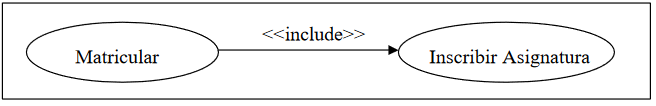 <<include>>
Matricular
Inscribir Asignatura